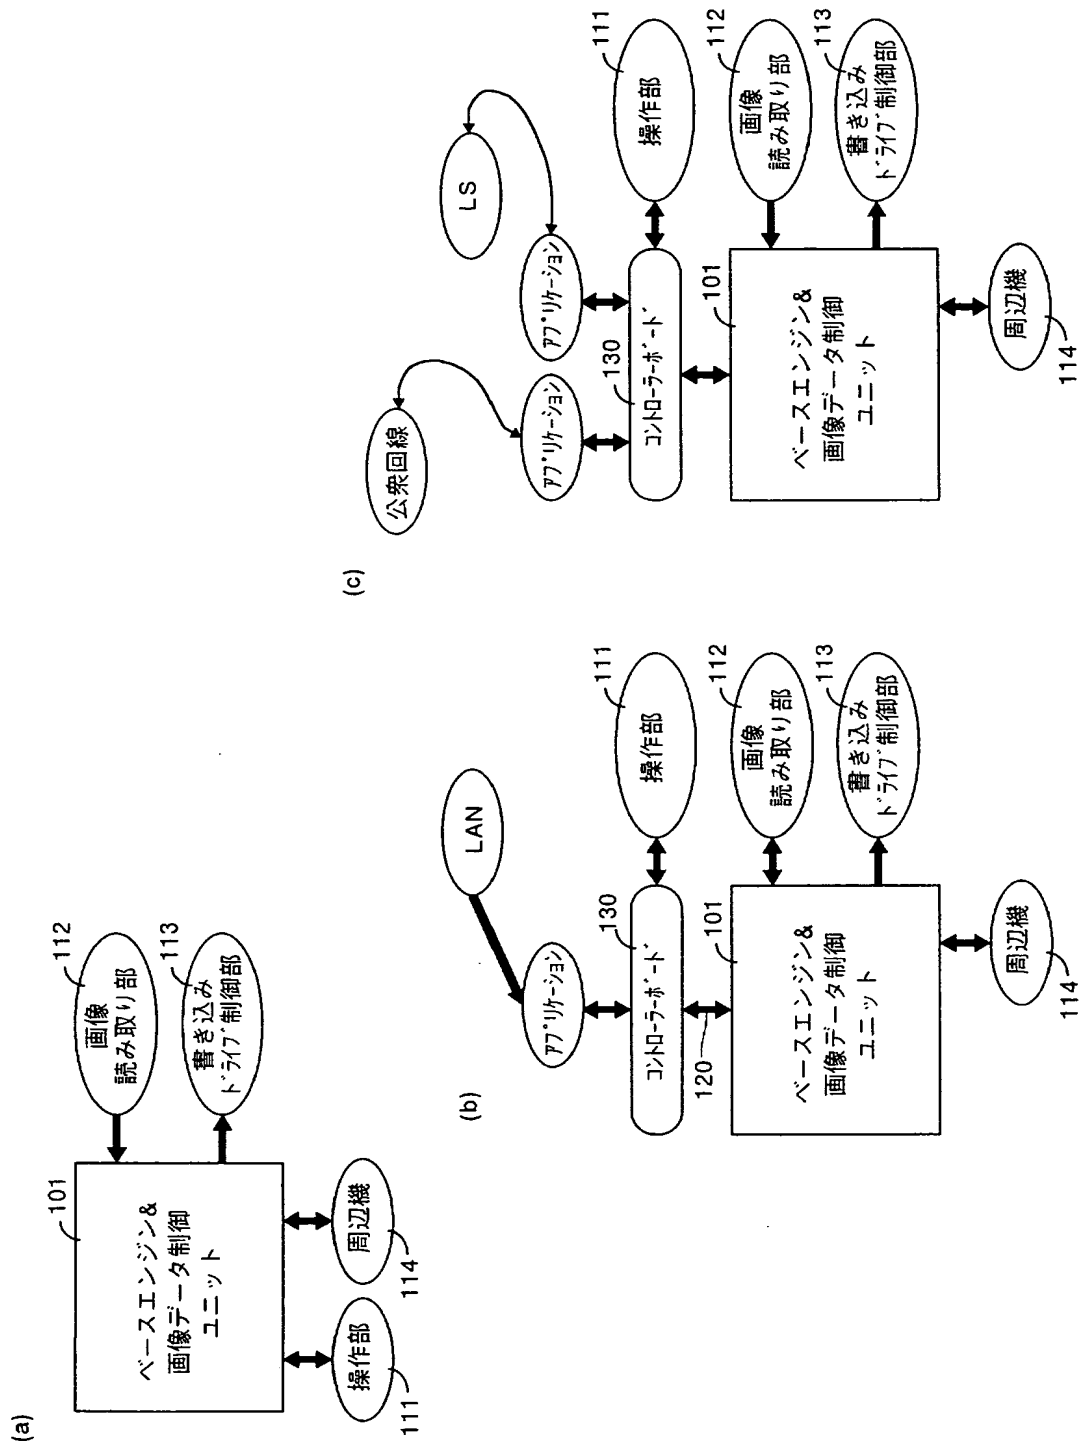 (a)
101
ベースエンジン&
画像データ制御
ユニット
画像
読み取り部
112
書き込み
ドライブ制御部
113
操作部
111
周辺機
114
(b)
LAN
アプリケーション
コントローラーボード
130
操作部
111
120
101
ベースエンジン&
画像データ制御
ユニット
画像
読み取り部
112
書き込み
ドライブ制御部
113
周辺機
114
(c)
公衆回線
LS
アプリケーション
アプリケーション
コントローラーボード
130
操作部
111
101
ベースエンジン&
画像データ制御
ユニット
画像
読み取り部
112
書き込み
ドライブ制御部
113
周辺機
114